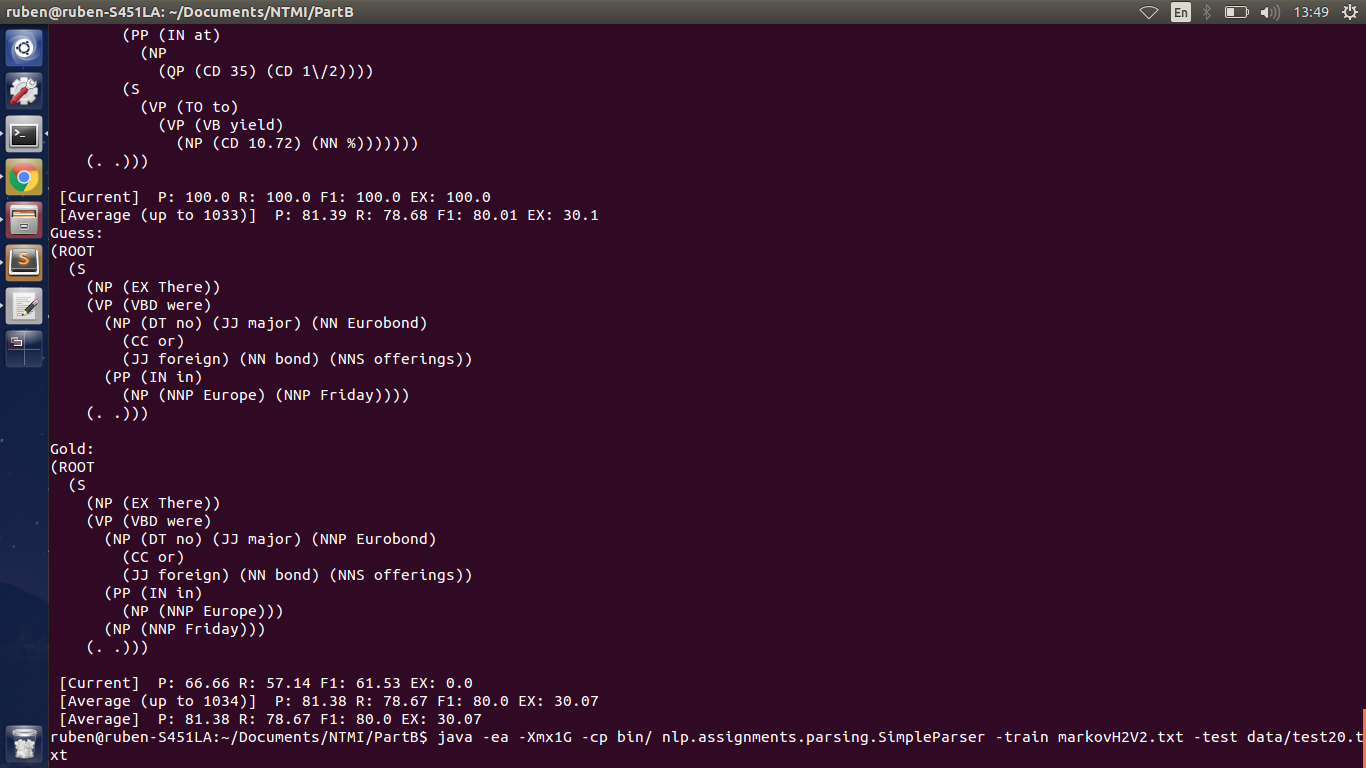 ruben@ruben-S451LA: ~/Documents/NTMI/PartB
En
13:49
(PP (IN at)
(NP
(QP (CD 35) (CD 1\/2))))
(S
(VP (TO to)
(VP (VB yield)
(NP (CD 10.72) (NN %)))))))
(. .)))
[Current]  P: 100.0 R: 100.0 F1: 100.0 EX: 100.0
[Average (up to 1033)]  P: 81.39 R: 78.68 F1: 80.01 EX: 30.1
Guess:
(ROOT
(S
(NP (EX There))
(VP (VBD were)
(NP (DT no) (JJ major) (NN Eurobond)
(CC or)
(JJ foreign) (NN bond) (NNS offerings))
(PP (IN in)
(NP (NNP Europe) (NNP Friday))))
(. .)))
Gold:
(ROOT
(S
(NP (EX There))
(VP (VBD were)
(NP (DT no) (JJ major) (NNP Eurobond)
(CC or)
(JJ foreign) (NN bond) (NNS offerings))
(PP (IN in)
(NP (NNP Europe)))
(NP (NNP Friday)))
(. .)))
[Current]  P: 66.66 R: 57.14 F1: 61.53 EX: 0.0
[Average (up to 1034)]  P: 81.38 R: 78.67 F1: 80.0 EX: 30.07
[Average]  P: 81.38 R: 78.67 F1: 80.0 EX: 30.07
ruben@ruben-S451LA:~/Documents/NTMI/PartB$ java -ea -Xmx1G -cp bin/ nlp.assignments.parsing.SimpleParser -train markovH2V2.txt -test data/test20.t
xt